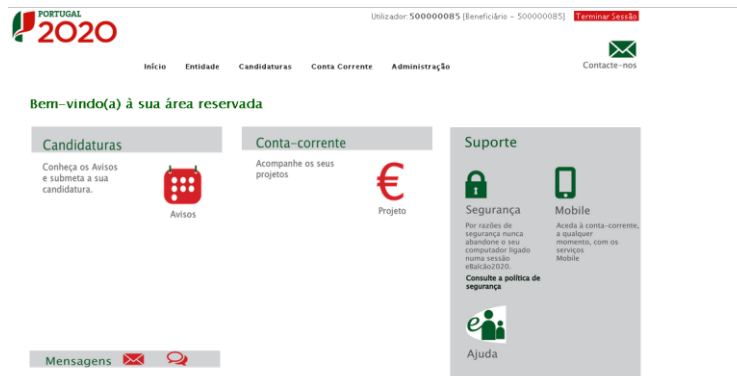 PORTUGAL
2020
Utilizador: 500000085 [Beneficiário - 500000085] Terminar Sessão
Contacte-nos
Início Entidade Candidaturas Conta Corrente Administração
Bem-vindo(a) à sua área reservada
Candidaturas
Conheça os Avisos
e submeta a sua
candidatura.
Avisos
Conta-corrente
Acompanhe os seus
projetos
€
Projeto
Suporte
Segurança
Por razões de
segurança nunca
abandone o seu
computador ligado
numa sessão
eBalcão2020.
Consulte a política de
segurança
Mobile
Aceda à conta-corrente,
a qualquer
momento, com os
serviços
Mobile
e
Ajuda
Mensagens